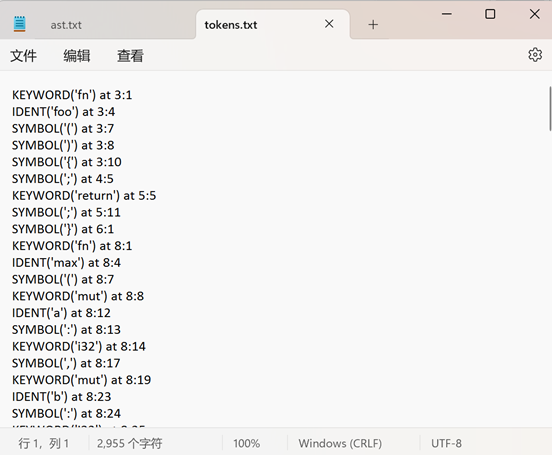 ast.txt
tokens.txt
文件 编辑 查看
KEYWORD('fn') at 3:1
IDENT('foo') at 3:4
SYMBOL('(') at 3:7
SYMBOL(')') at 3:8
SYMBOL('{') at 3:10
SYMBOL(';') at 4:5
KEYWORD('return') at 5:5
SYMBOL(';') at 5:11
SYMBOL('}') at 6:1
KEYWORD('fn') at 8:1
IDENT('max') at 8:4
SYMBOL('(') at 8:7
KEYWORD('mut') at 8:8
IDENT('a') at 8:12
SYMBOL(':') at 8:13
KEYWORD('i32') at 8:14
SYMBOL(',') at 8:17
KEYWORD('mut') at 8:19
IDENT('b') at 8:23
SYMBOL(':') at 8:24
行 1，列 1 2,955 个字符 100% Windows (CRLF) UTF-8